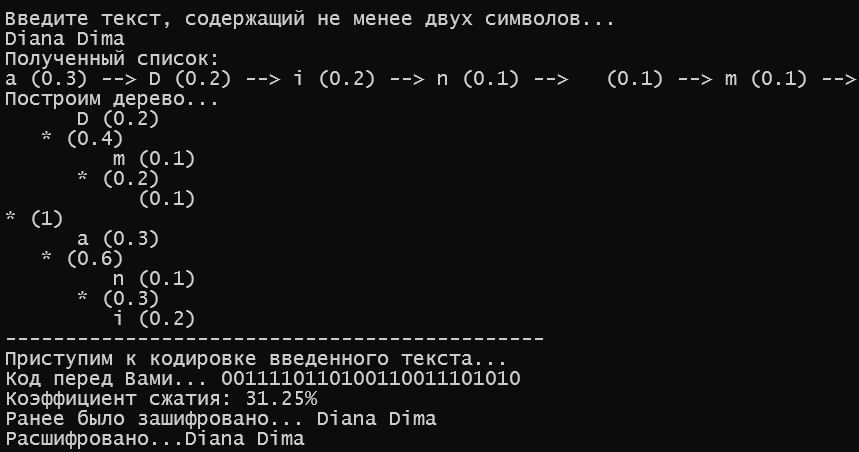 Введите текст, содержащий не менее двух символов...
Diana Dima
Полученный список:
a (0.3) --> D (0.2) --> i (0.2) --> n (0.1) -->   (0.1) --> m (0.1) -->
Построим дерево...
      D (0.2)
   * (0.4)
         m (0.1)
      * (0.2)
           (0.1)
* (1)
      a (0.3)
   * (0.6)
         n (0.1)
      * (0.3)
         i (0.2)
---------------------------------------------
Приступим к кодировке введенного текста...
Код перед Вами... 0011110110100110011101010
Коэффициент сжатия: 31.25%
Ранее было зашифровано... Diana Dima
Расшифровано...Diana Dima